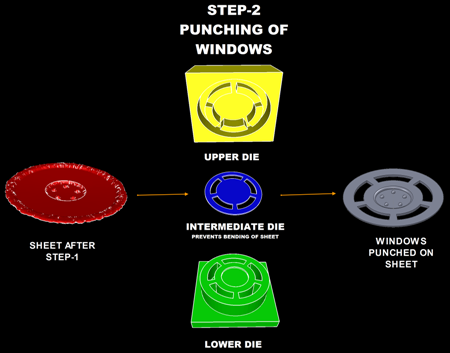 STEP-2
PUNCHING OF
WINDOWS
UPPER DIE
SHEET AFTER
STEP-1
INTERMEDIATE DIE
PREVENTS BENDING OF SHEET
WINDOWS
PUNCHED ON
SHEET
LOWER DIE